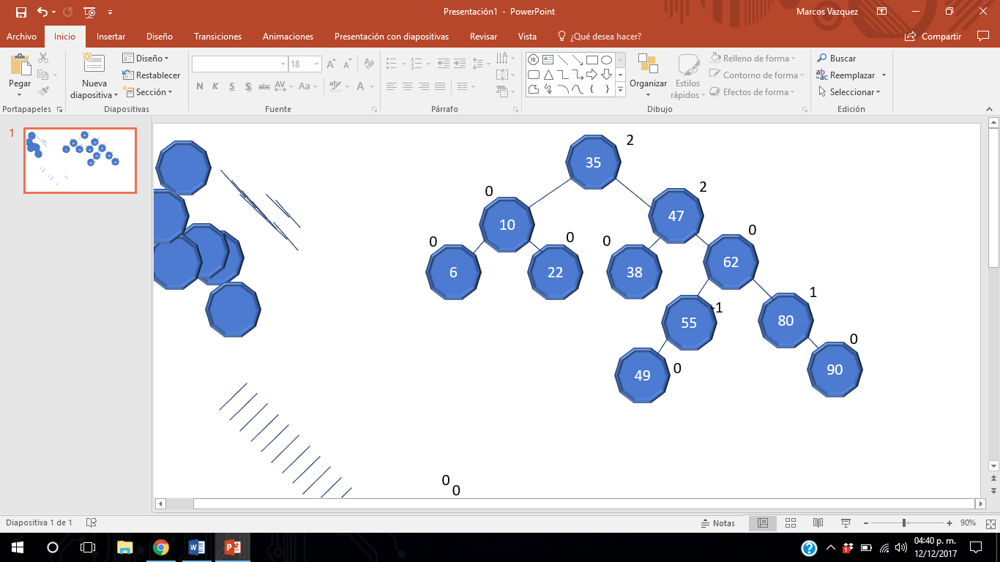 Presentación1 - PowerPoint
Marcos Vazquez
Archivo Inicio Insertar Diseño Transiciones Animaciones Presentación con diapositivas Revisar Vista ¿Qué desea hacer? Compartir
Pegar
Nueva diapositiva
Diseño
Restablecer
Sección
18
N K S S abc AV Aa A
Organizar
Estilos rápidos
Relleno de forma
Contorno de forma
Efectos de forma
Buscar
Reemplazar
Seleccionar
Portapapeles Diapositivas Fuente Párrafo Dibujo Edición
1
35 2
0 10
47 2
0 6
22 0
0 38
62 0
55 -1
80 1
49 0
90 0
0
0
Diapositiva 1 de 1
Notas
90%
04:40 p. m.
12/12/2017